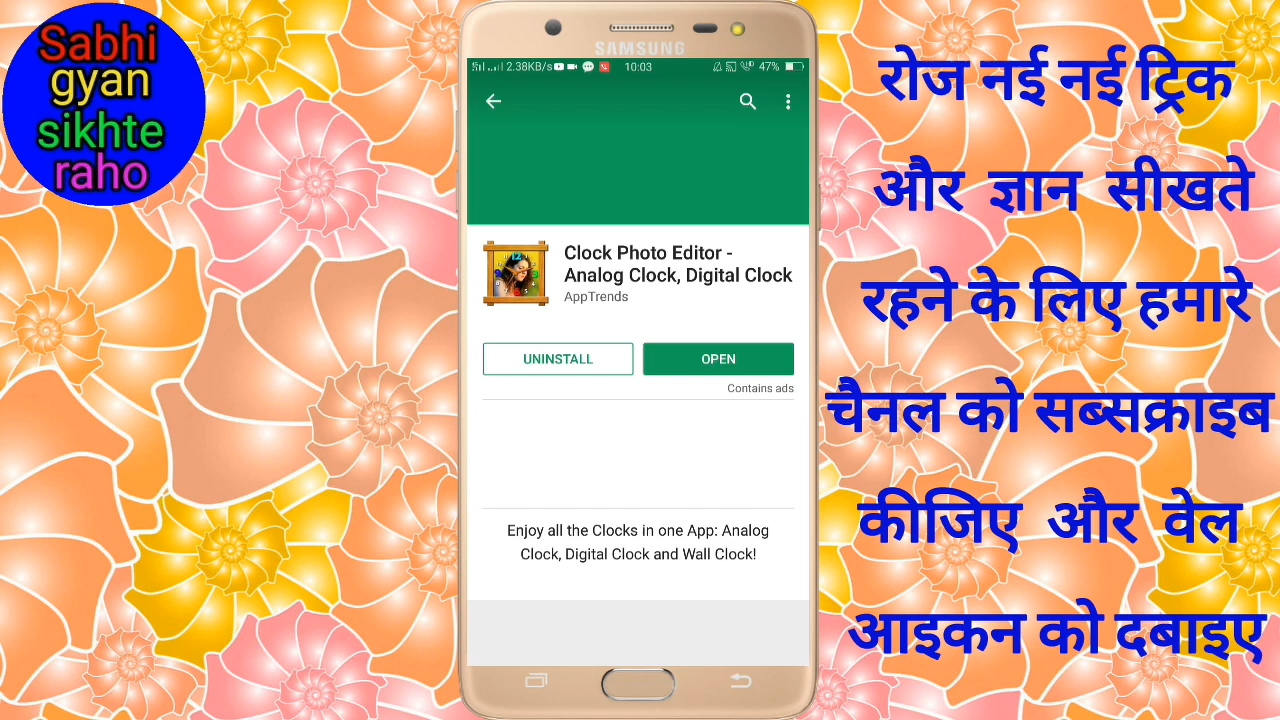 Sabhi
gyan
sikhte
raho
SAMSUNG
2.38KB/s
10:03
47%
Clock Photo Editor -
Analog Clock, Digital Clock
AppTrends
UNINSTALL
OPEN
Contains ads
Enjoy all the Clocks in one App: Analog
Clock, Digital Clock and Wall Clock!
रोज नई नई ट्रिक
और ज्ञान सीखते
रहने के लिए हमारे
चैनल को सब्सक्राइब
कीजिए और वेल
आइकन को दबाइए